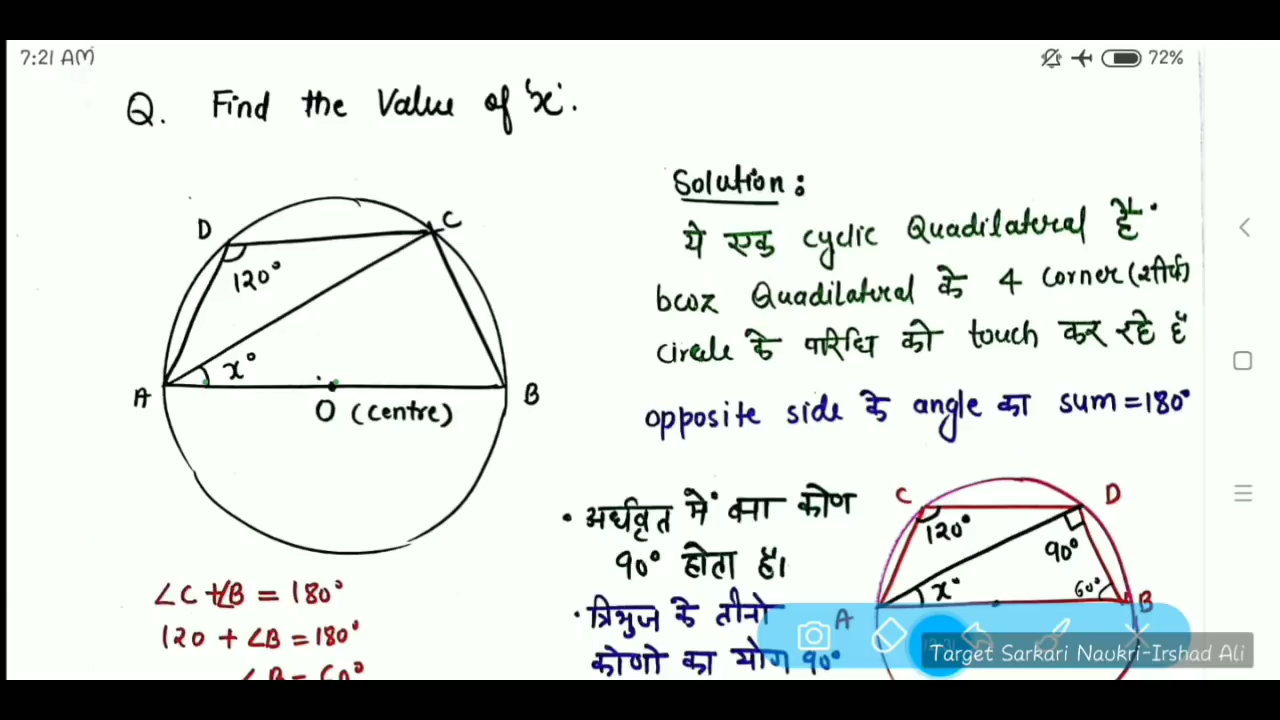 7:21 AM
72%
Q. Find the Value of 'x'.
D
C
120°
x°
A
B
O (centre)
Solution:
ये एक cyclic Quadilateral है
bcoz Quadilateral के 4 corner (शीर्ष)
circle के परिधि को touch कर रहे है
opposite side के angle का sum = 180°
• अर्धवृत में बना कोण
90° होता है।
• त्रिभुज के तीनो
कोणो का योग 90°
C
D
120°
90°
x°
60°
A
B
∠C + ∠B = 180°
120 + ∠B = 180°
∠B = 60°
Target Sarkari Naukri-Irshad Ali